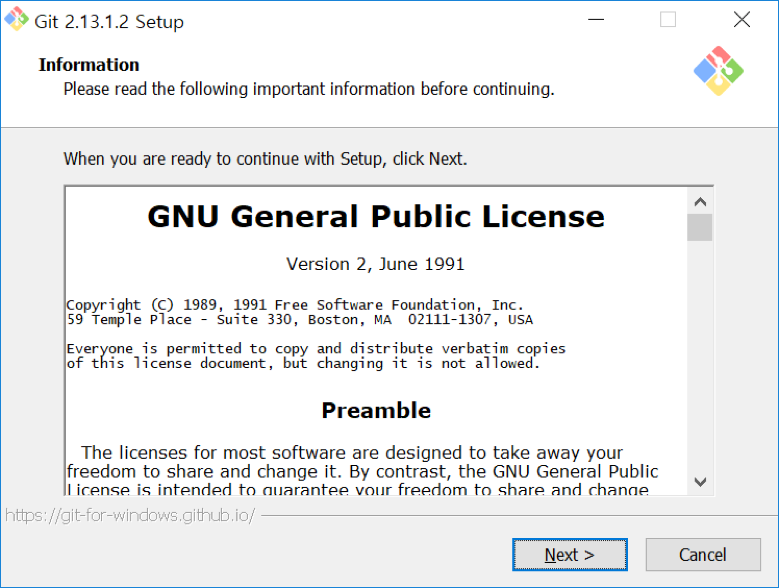 Git 2.13.1.2 Setup
Information
Please read the following important information before continuing.
When you are ready to continue with Setup, click Next.
GNU General Public License
Version 2, June 1991
Copyright (C) 1989, 1991 Free Software Foundation, Inc.
59 Temple Place - Suite 330, Boston, MA  02111-1307, USA
Everyone is permitted to copy and distribute verbatim copies
of this license document, but changing it is not allowed.
Preamble
The licenses for most software are designed to take away your
freedom to share and change it. By contrast, the GNU General Public
License is intended to guarantee your freedom to share and change
https://git-for-windows.github.io/
Next >
Cancel